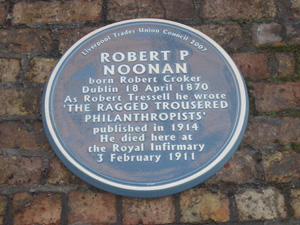 Liverpool Trades Union Council 2007
ROBERT P
NOONAN
born Robert Croker
Dublin 18 April 1870
As Robert Tressell he wrote
'THE RAGGED TROUSERED
PHILANTHROPISTS'
published in 1914
He died here at
the Royal Infirmary
3 February 1911